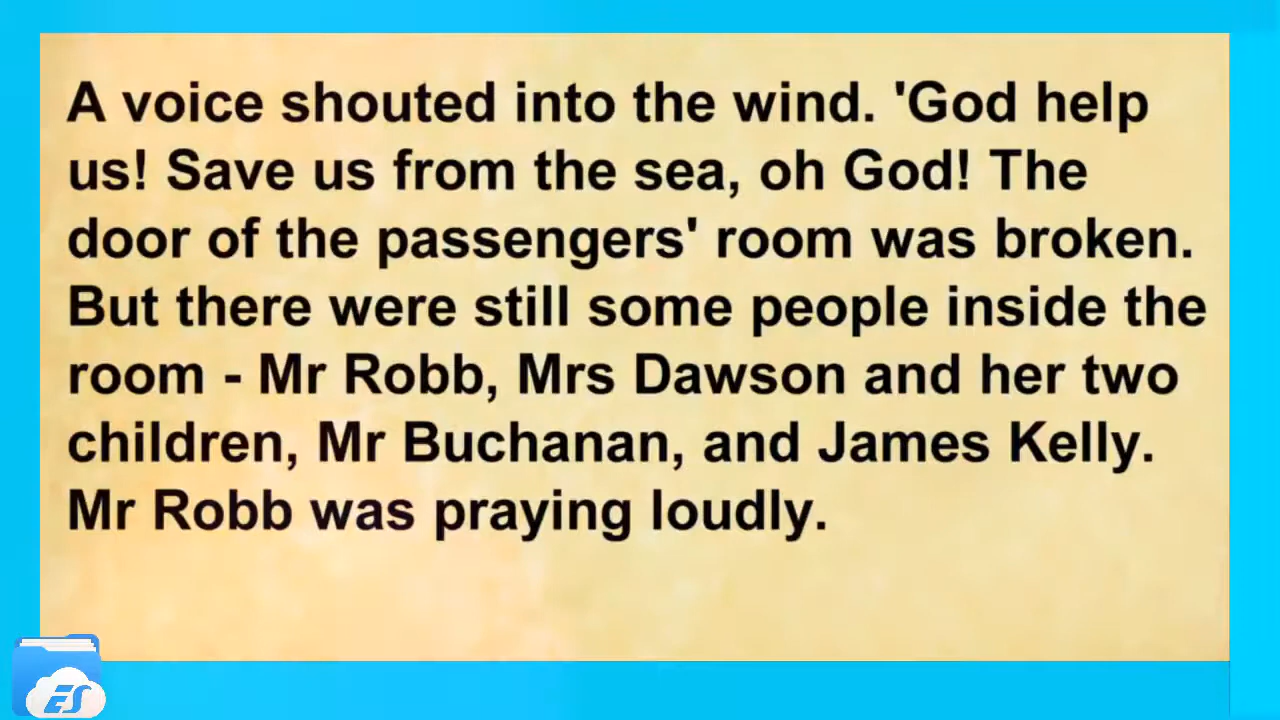 A voice shouted into the wind. 'God help
us! Save us from the sea, oh God! The
door of the passengers' room was broken.
But there were still some people inside the
room - Mr Robb, Mrs Dawson and her two
children, Mr Buchanan, and James Kelly.
Mr Robb was praying loudly.
ES